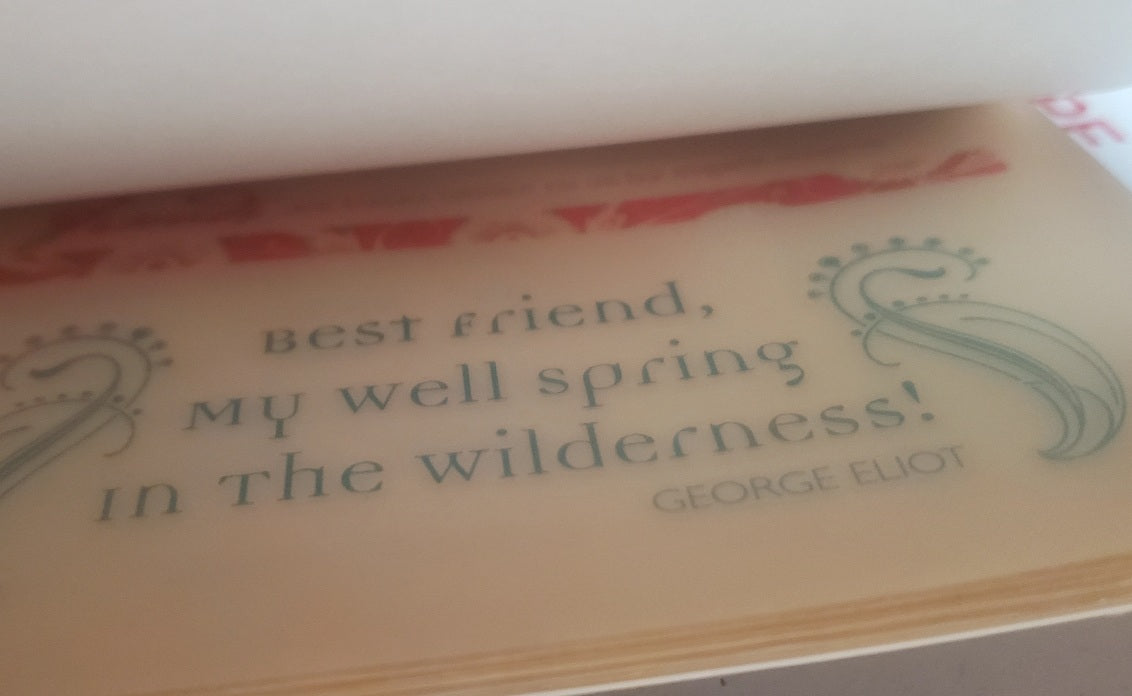 Best Friend,
My well spring
In The wilderness!
GEORGE ELIOT